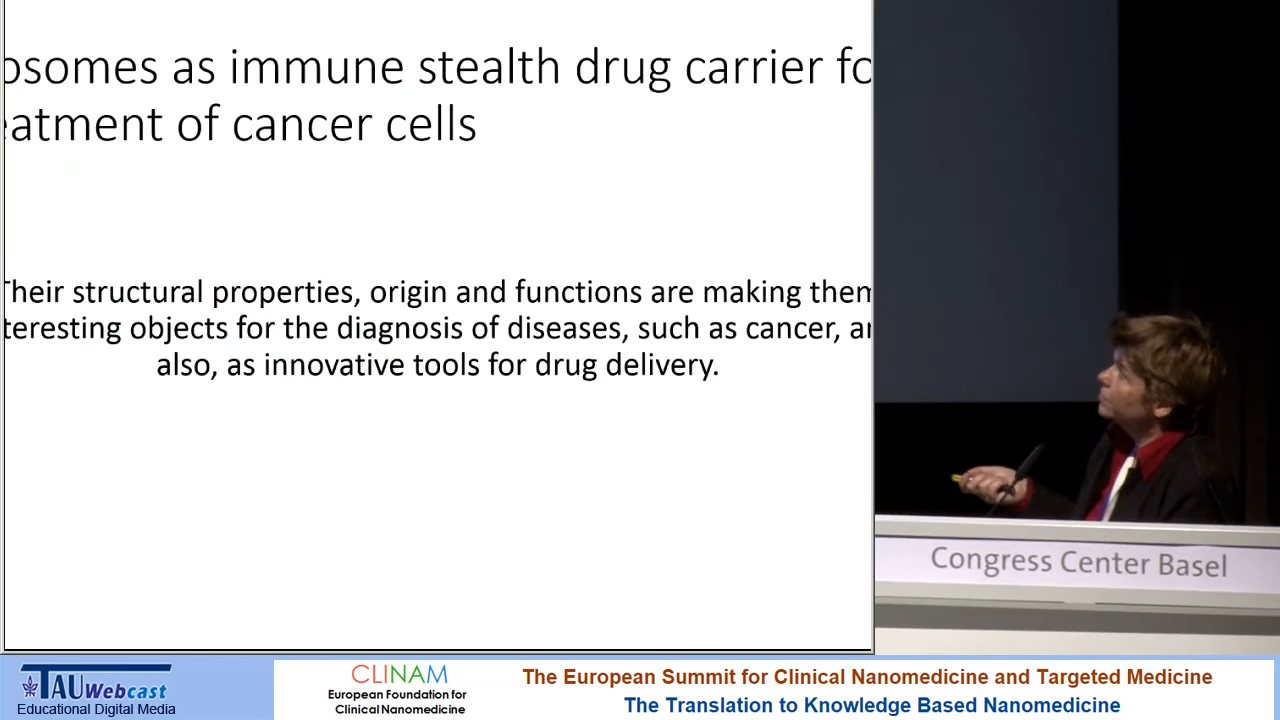 osomes as immune stealth drug carrier fo
eatment of cancer cells
Their structural properties, origin and functions are making them
teresting objects for the diagnosis of diseases, such as cancer, an
also, as innovative tools for drug delivery.
Congress Center Basel
TAU Webcast
Educational Digital Media
CLINAM
European Foundation for
Clinical Nanomedicine
The European Summit for Clinical Nanomedicine and Targeted Medicine
The Translation to Knowledge Based Nanomedicine